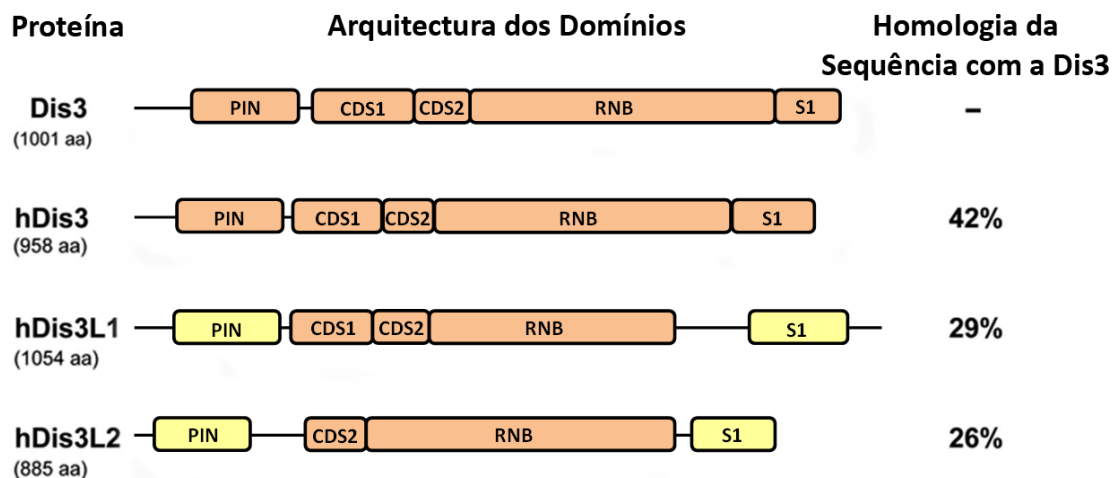 Proteína Arquitectura dos Domínios Homologia da
Sequência com a Dis3
Dis3 PIN CDS1 CDS2 RNB S1 –
(1001 aa)
hDis3 PIN CDS1 CDS2 RNB S1 42%
(958 aa)
hDis3L1 PIN CDS1 CDS2 RNB S1 29%
(1054 aa)
hDis3L2 PIN CDS2 RNB S1 26%
(885 aa)